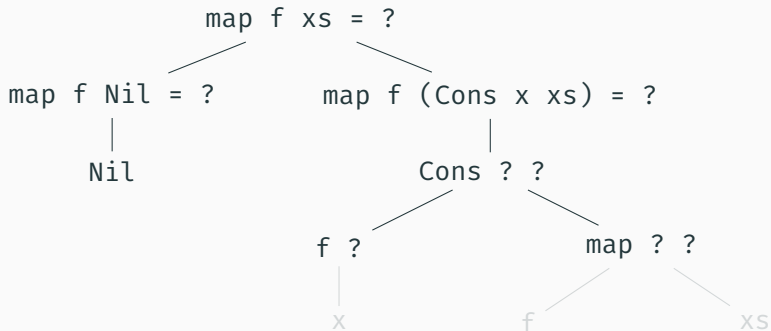 map f xs = ?
map f Nil = ?
map f (Cons x xs) = ?
Nil
Cons ? ?
f ?
map ? ?
x
f
xs